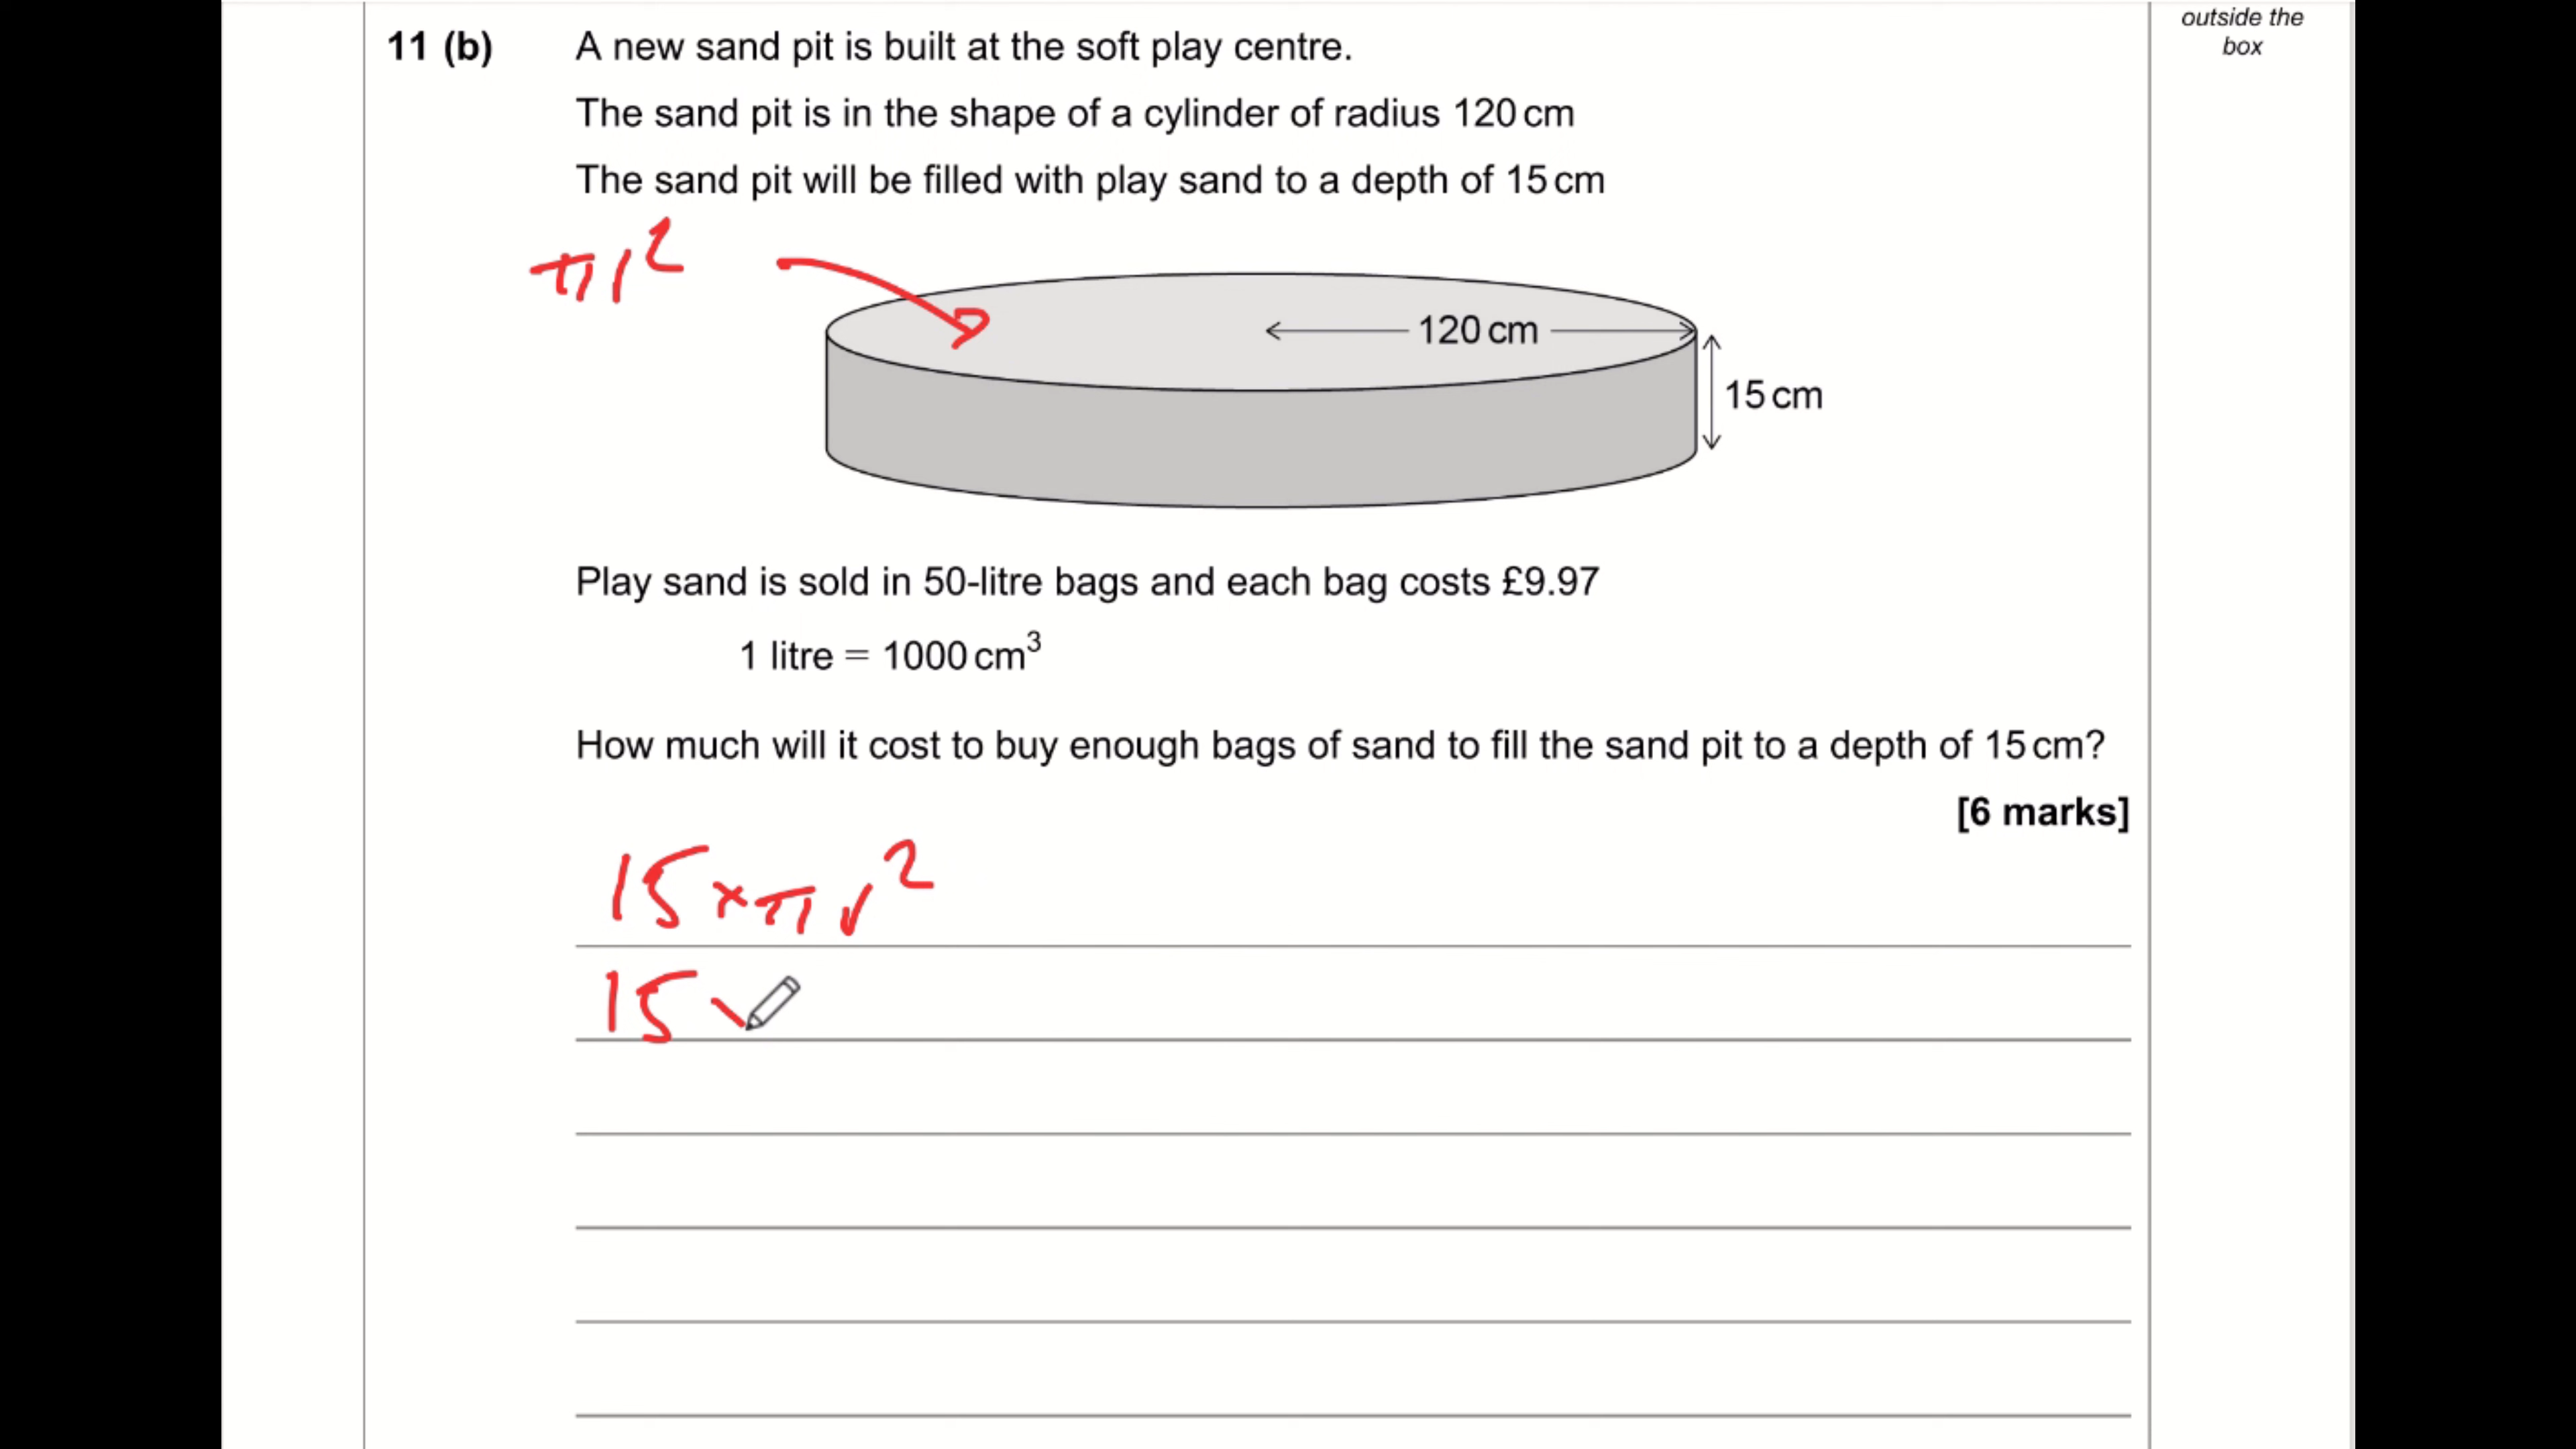 outside the
box
11 (b) A new sand pit is built at the soft play centre.
The sand pit is in the shape of a cylinder of radius 120 cm
The sand pit will be filled with play sand to a depth of 15 cm
πr²
120 cm
15 cm
Play sand is sold in 50-litre bags and each bag costs £9.97
1 litre = 1000 cm³
How much will it cost to buy enough bags of sand to fill the sand pit to a depth of 15 cm?
[6 marks]
15 × π r²
15